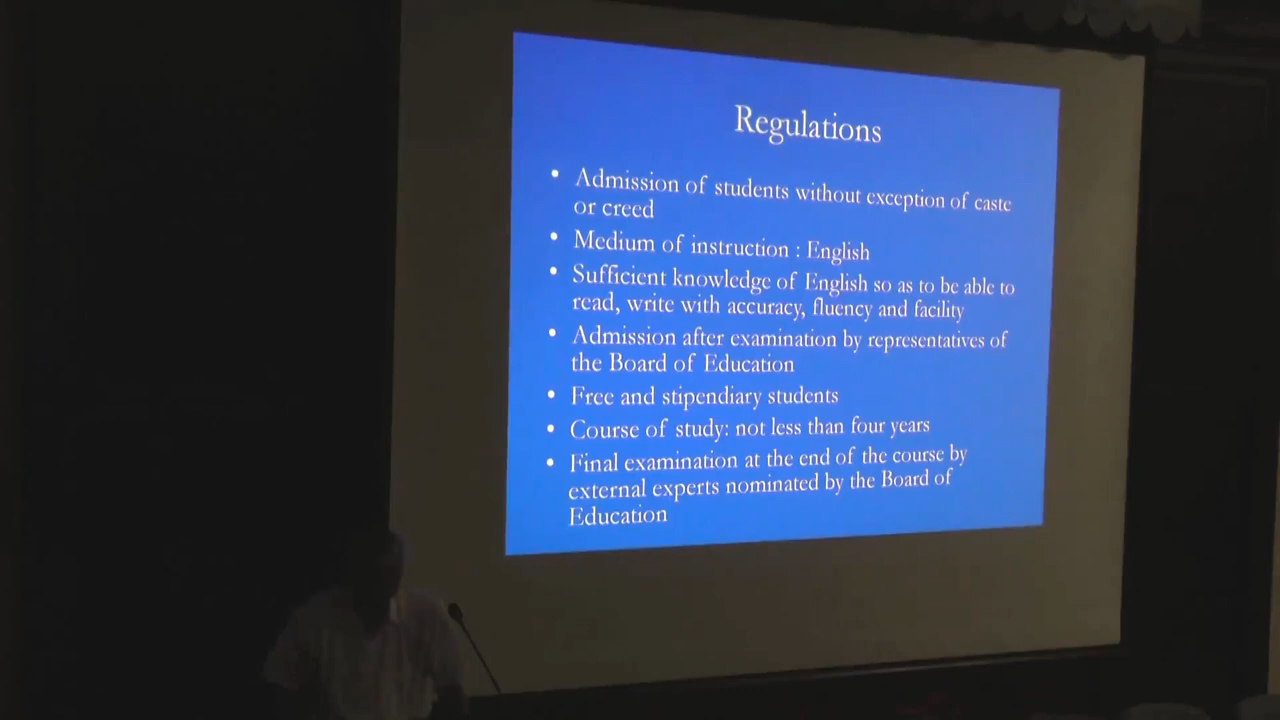 Regulations
• Admission of students without exception of caste
or creed
• Medium of instruction : English
• Sufficient knowledge of English so as to be able to
read, write with accuracy, fluency and facility
• Admission after examination by representatives of
the Board of Education
• Free and stipendiary students
• Course of study: not less than four years
• Final examination at the end of the course by
external experts nominated by the Board of
Education